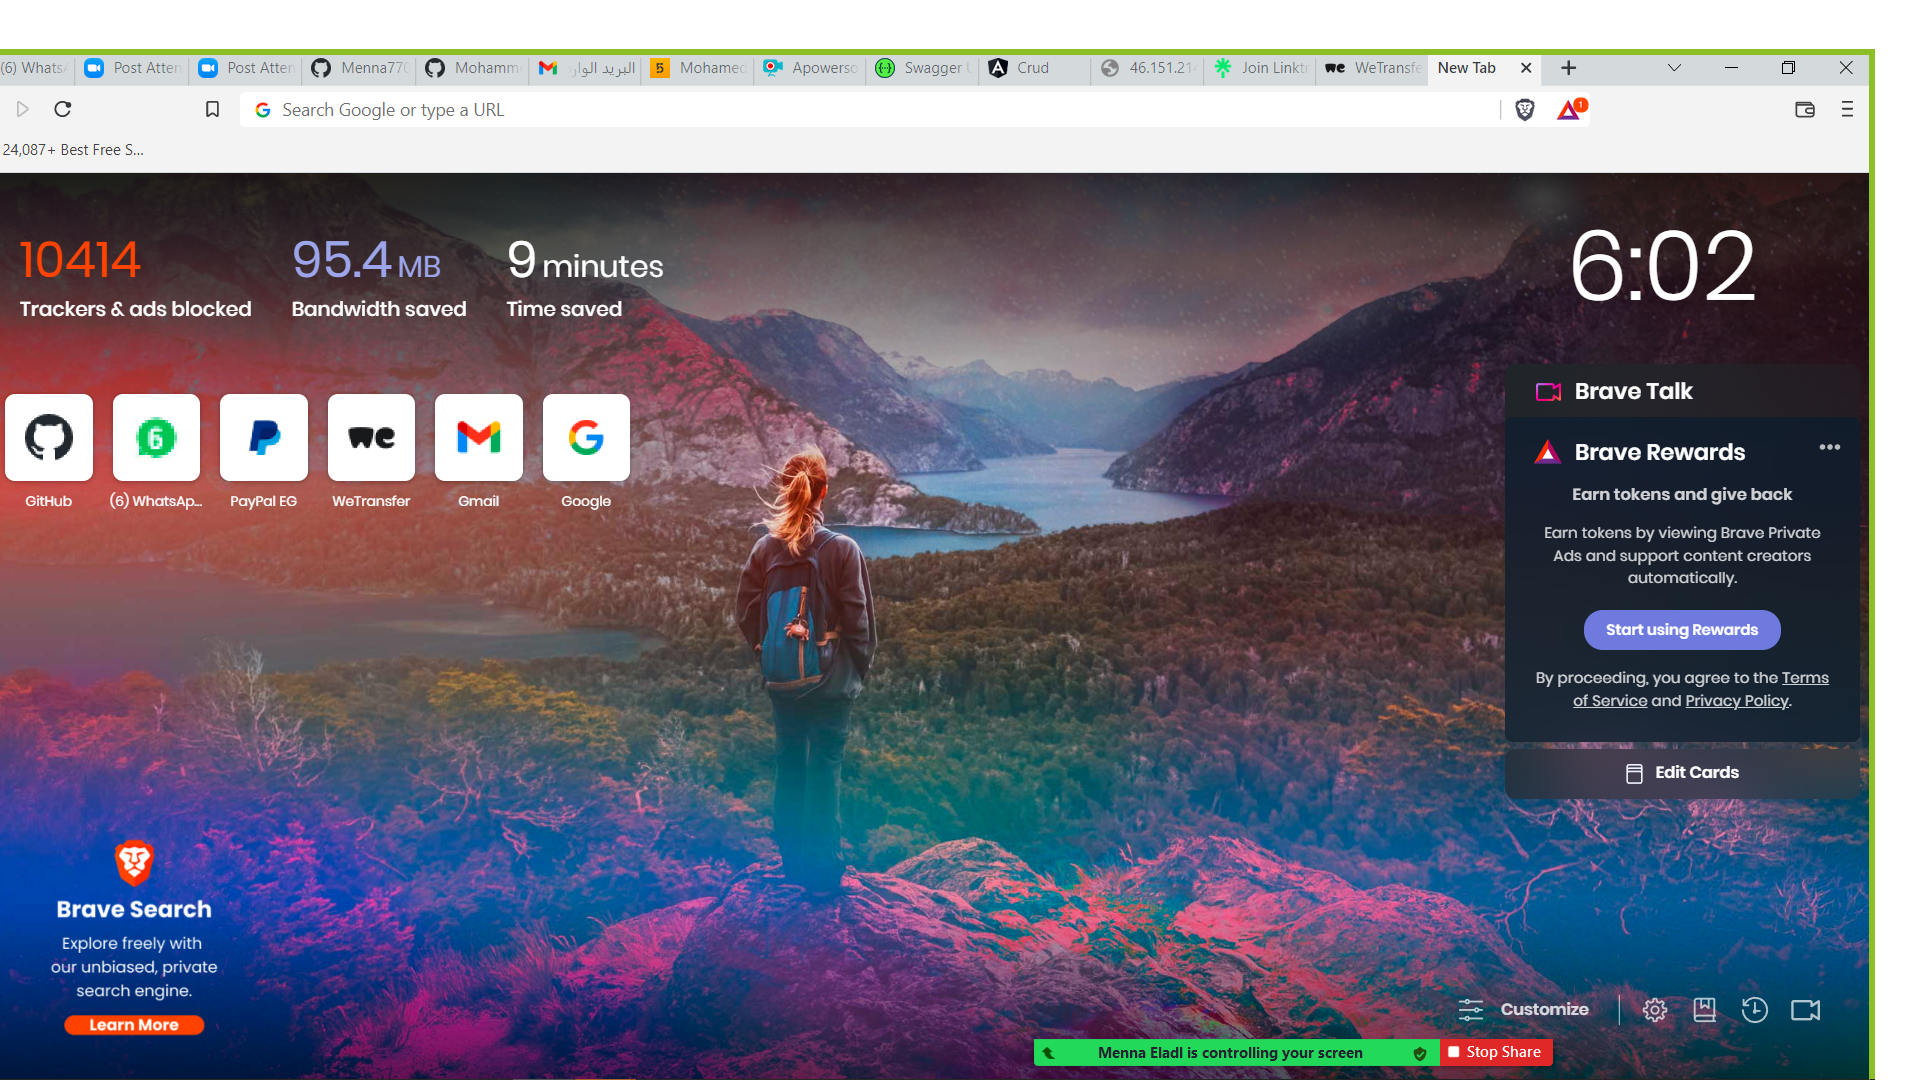 (6) Whats
Post Atten
Post Atten
Menna770
Mohamme
البريد الوار
Mohamed
Apowerso
Swagger U
Crud
46.151.214
Join Linktr
WeTransfe
New Tab
Search Google or type a URL
1
24,087+ Best Free S...
10414
Trackers & ads blocked
95.4 MB
Bandwidth saved
9 minutes
Time saved
6:02
GitHub
(6) WhatsAp...
PayPal EG
WeTransfer
Gmail
Google
Brave Talk
Brave Rewards
Earn tokens and give back
Earn tokens by viewing Brave Private
Ads and support content creators
automatically.
Start using Rewards
By proceeding, you agree to the Terms
of Service and Privacy Policy.
Edit Cards
Brave Search
Explore freely with
our unbiased, private
search engine.
Learn More
Customize
Menna Eladl is controlling your screen
Stop Share